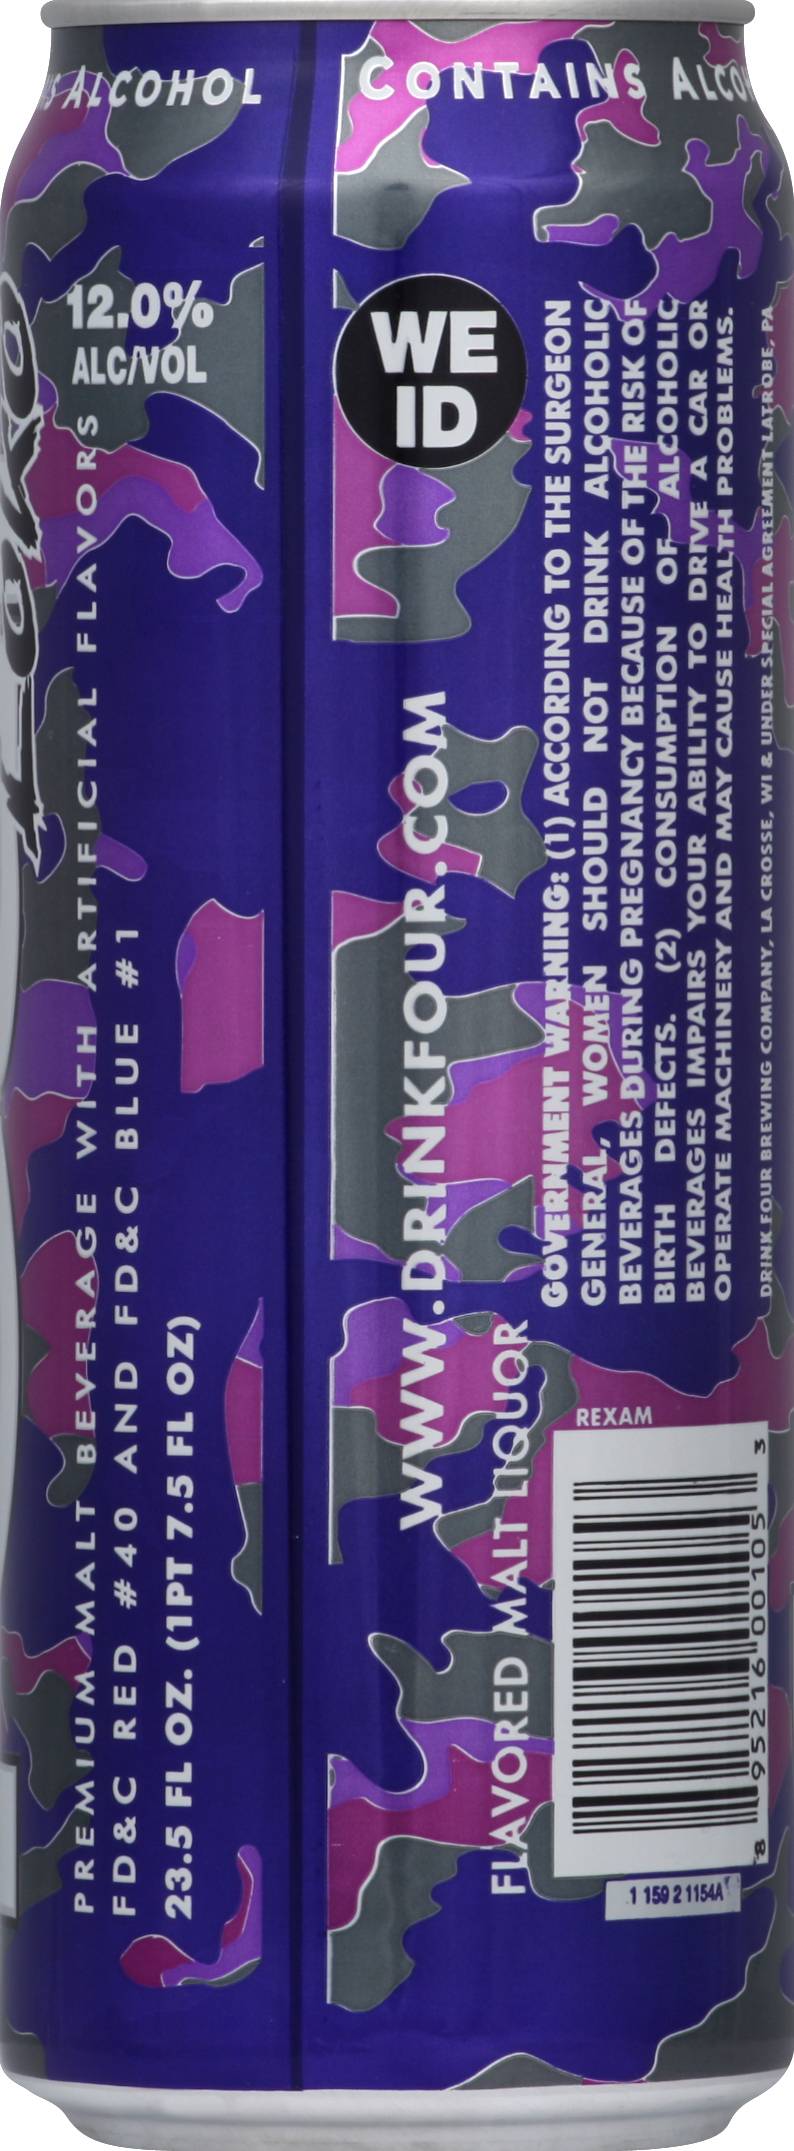 S ALCOHOL
CONTAINS ALCO
LOKO
12.0%
ALC/VOL
PREMIUM MALT BEVERAGE WITH ARTIFICIAL FLAVORS
FD&C RED #40 AND FD&C BLUE #1
23.5 FL OZ. (1PT 7.5 FL OZ)
WE
ID
WWW.DRINKFOUR.COM
FLAVORED MALT LIQUOR
GOVERNMENT WARNING: (1) ACCORDING TO THE SURGEON
GENERAL, WOMEN SHOULD NOT DRINK ALCOHOLIC
BEVERAGES DURING PREGNANCY BECAUSE OF THE RISK OF
BIRTH DEFECTS. (2) CONSUMPTION OF ALCOHOLIC
BEVERAGES IMPAIRS YOUR ABILITY TO DRIVE A CAR OR
OPERATE MACHINERY AND MAY CAUSE HEALTH PROBLEMS.
DRINK FOUR BREWING COMPANY, LA CROSSE, WI & UNDER SPECIAL AGREEMENT LATROBE, PA
REXAM
8 95216 00105 3
1 159 2 1154A